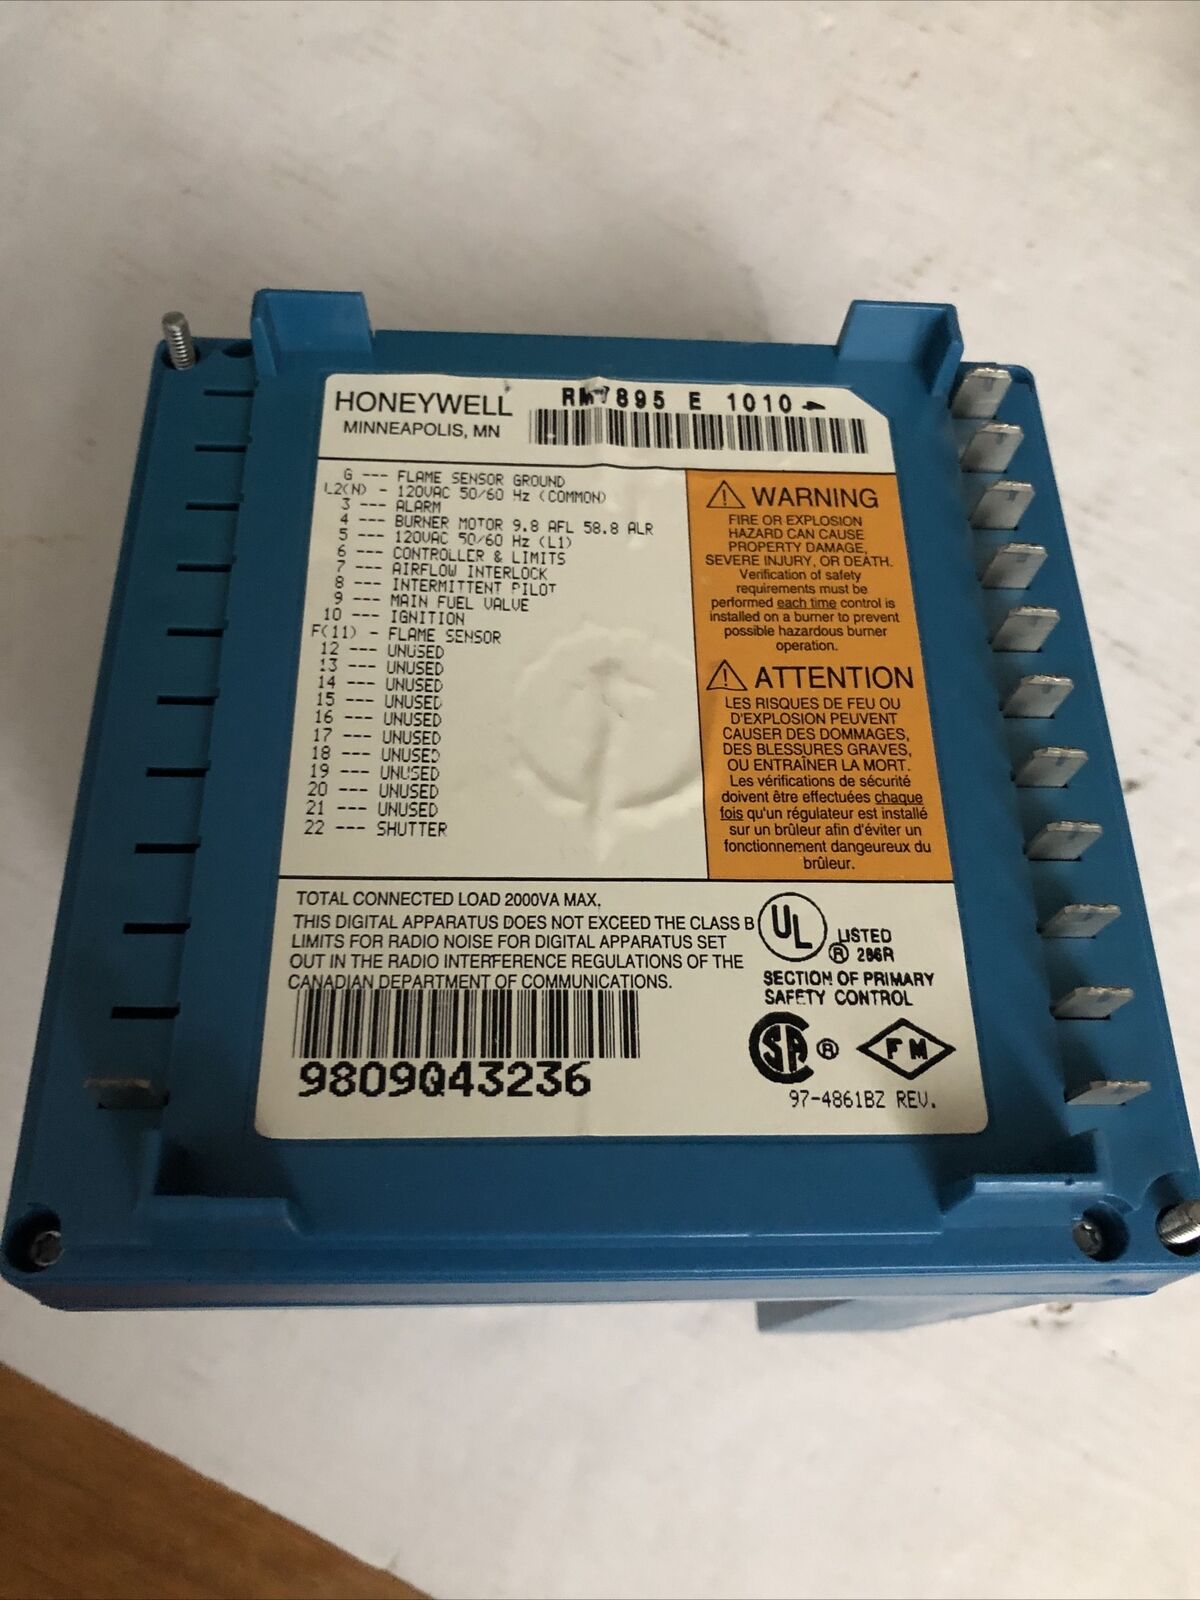 HONEYWELL
MINNEAPOLIS, MN
RM7895 E 1010
G --- FLAME SENSOR GROUND
L2(N) - 120VAC 50/60 Hz (COMMON)
3 --- ALARM
4 --- BURNER MOTOR 9.8 AFL 58.8 ALR
5 --- 120VAC 50/60 Hz (L1)
6 --- CONTROLLER & LIMITS
7 --- AIRFLOW INTERLOCK
8 --- INTERMITTENT PILOT
9 --- MAIN FUEL VALVE
10 --- IGNITION
F(11) - FLAME SENSOR
12 --- UNUSED
13 --- UNUSED
14 --- UNUSED
15 --- UNUSED
16 --- UNUSED
17 --- UNUSED
18 --- UNUSED
19 --- UNUSED
20 --- UNUSED
21 --- UNUSED
22 --- SHUTTER
⚠ WARNING
FIRE OR EXPLOSION
HAZARD CAN CAUSE
PROPERTY DAMAGE,
SEVERE INJURY, OR DEATH.
Verification of safety
requirements must be
performed each time control is
installed on a burner to prevent
possible hazardous burner
operation.
⚠ ATTENTION
LES RISQUES DE FEU OU
D'EXPLOSION PEUVENT
CAUSER DES DOMMAGES,
DES BLESSURES GRAVES,
OU ENTRAÎNER LA MORT.
Les vérifications de sécurité
doivent être effectuées chaque
fois qu'un régulateur est installé
sur un brûleur afin d'éviter un
fonctionnement dangereux du
brûleur.
TOTAL CONNECTED LOAD 2000VA MAX.
THIS DIGITAL APPARATUS DOES NOT EXCEED THE CLASS B
LIMITS FOR RADIO NOISE FOR DIGITAL APPARATUS SET
OUT IN THE RADIO INTERFERENCE REGULATIONS OF THE
CANADIAN DEPARTMENT OF COMMUNICATIONS.
9809Q43236
UL ® LISTED
286R
SECTION OF PRIMARY
SAFETY CONTROL
SA ® FM
97-4861BZ REV.